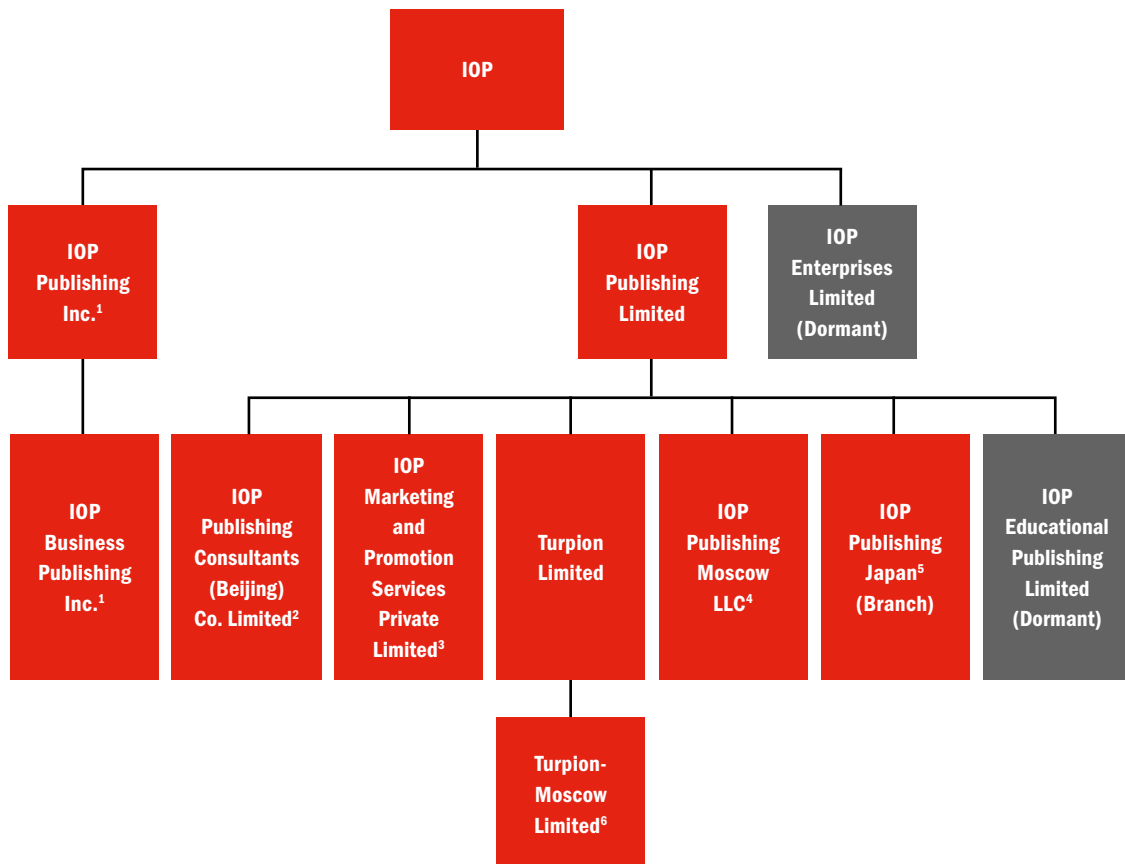 IOP
IOP
Publishing
Inc.¹
IOP
Publishing
Limited
IOP
Enterprises
Limited
(Dormant)
IOP
Business
Publishing
Inc.¹
IOP
Publishing
Consultants
(Beijing)
Co. Limited²
IOP
Marketing
and
Promotion
Services
Private
Limited³
Turpion
Limited
IOP
Publishing
Moscow
LLC⁴
IOP
Publishing
Japan⁵
(Branch)
IOP
Educational
Publishing
Limited
(Dormant)
Turpion-
Moscow
Limited⁶